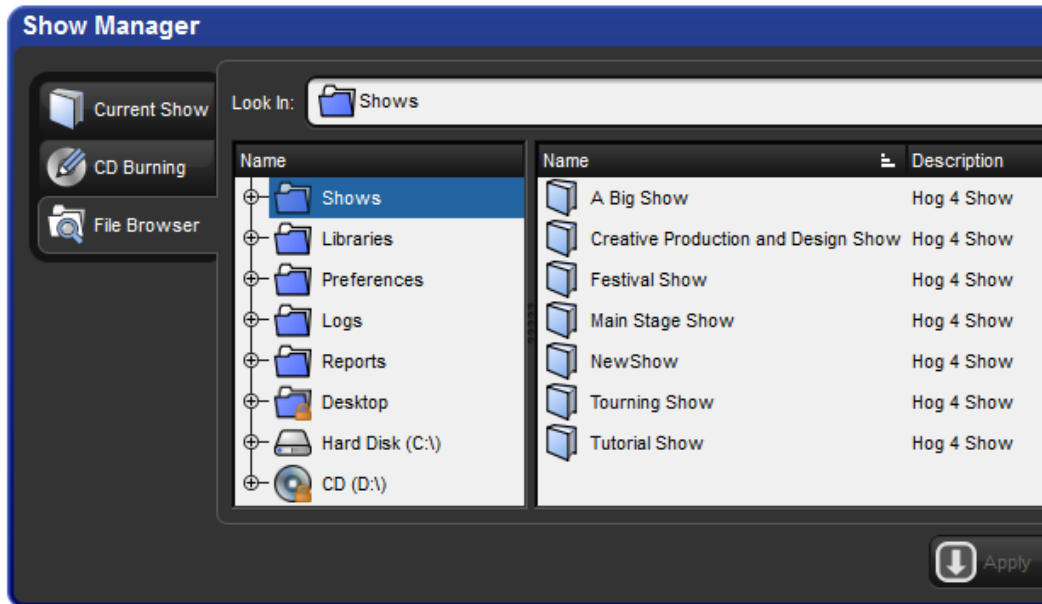 Show Manager
Current Show
CD Burning
File Browser
Look In: Shows
Name
Shows
Libraries
Preferences
Logs
Reports
Desktop
Hard Disk (C:\)
CD (D:\)
Name Description
A Big Show Hog 4 Show
Creative Production and Design Show Hog 4 Show
Festival Show Hog 4 Show
Main Stage Show Hog 4 Show
NewShow Hog 4 Show
Tourning Show Hog 4 Show
Tutorial Show Hog 4 Show
Apply